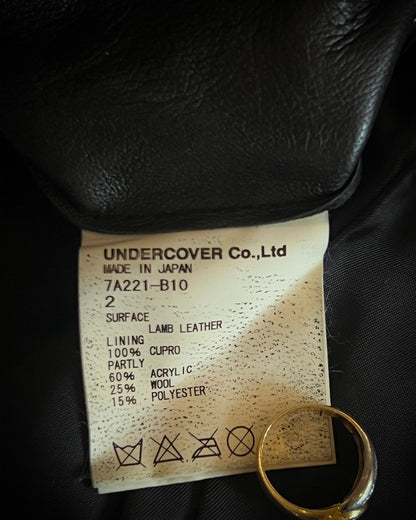 UNDERCOVER Co.,Ltd
MADE IN JAPAN
7A221-B10
2
SURFACE
LAMB LEATHER
LINING
100% CUPRO
PARTLY
60% ACRYLIC
25% WOOL
15% POLYESTER